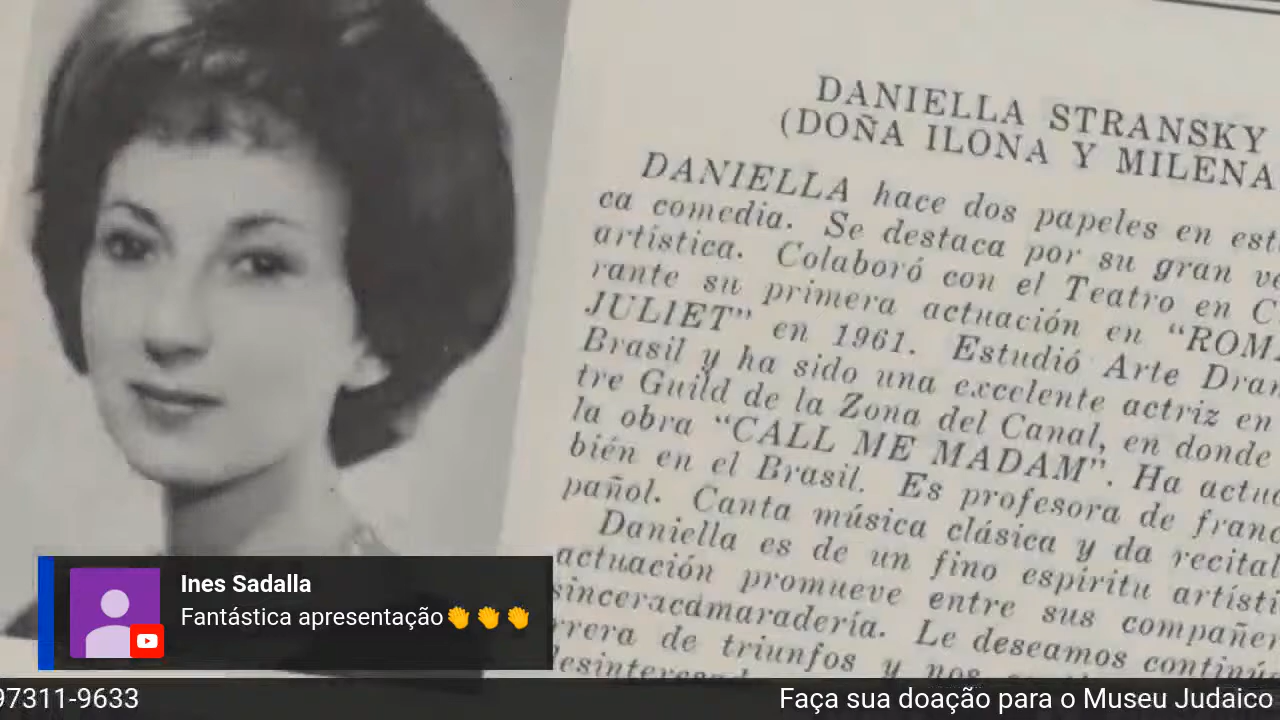 DANIELLA STRANSKY
(DOÑA ILONA Y MILENA
DANIELLA hace dos papeles en est
ca comedia. Se destaca por su gran ve
artística. Colaboró con el Teatro en C
rante su primera actuación en “ROM
JULIET” en 1961. Estudió Arte Dra
Brasil y ha sido una excelente actriz en
tre Guild de la Zona del Canal, en donde
la obra “CALL ME MADAM”. Ha actu
bién en el Brasil. Es profesora de fran
pañol. Canta música clásica y da recital
Daniella es de un fino espíritu artísti
actuación promueve entre sus compañer
sinceracámaradería. Le deseamos continú
rrera de triunfos y nos
Ines Sadalla
Fantástica apresentação👏👏👏
97311-9633
Faça sua doação para o Museu Judaico